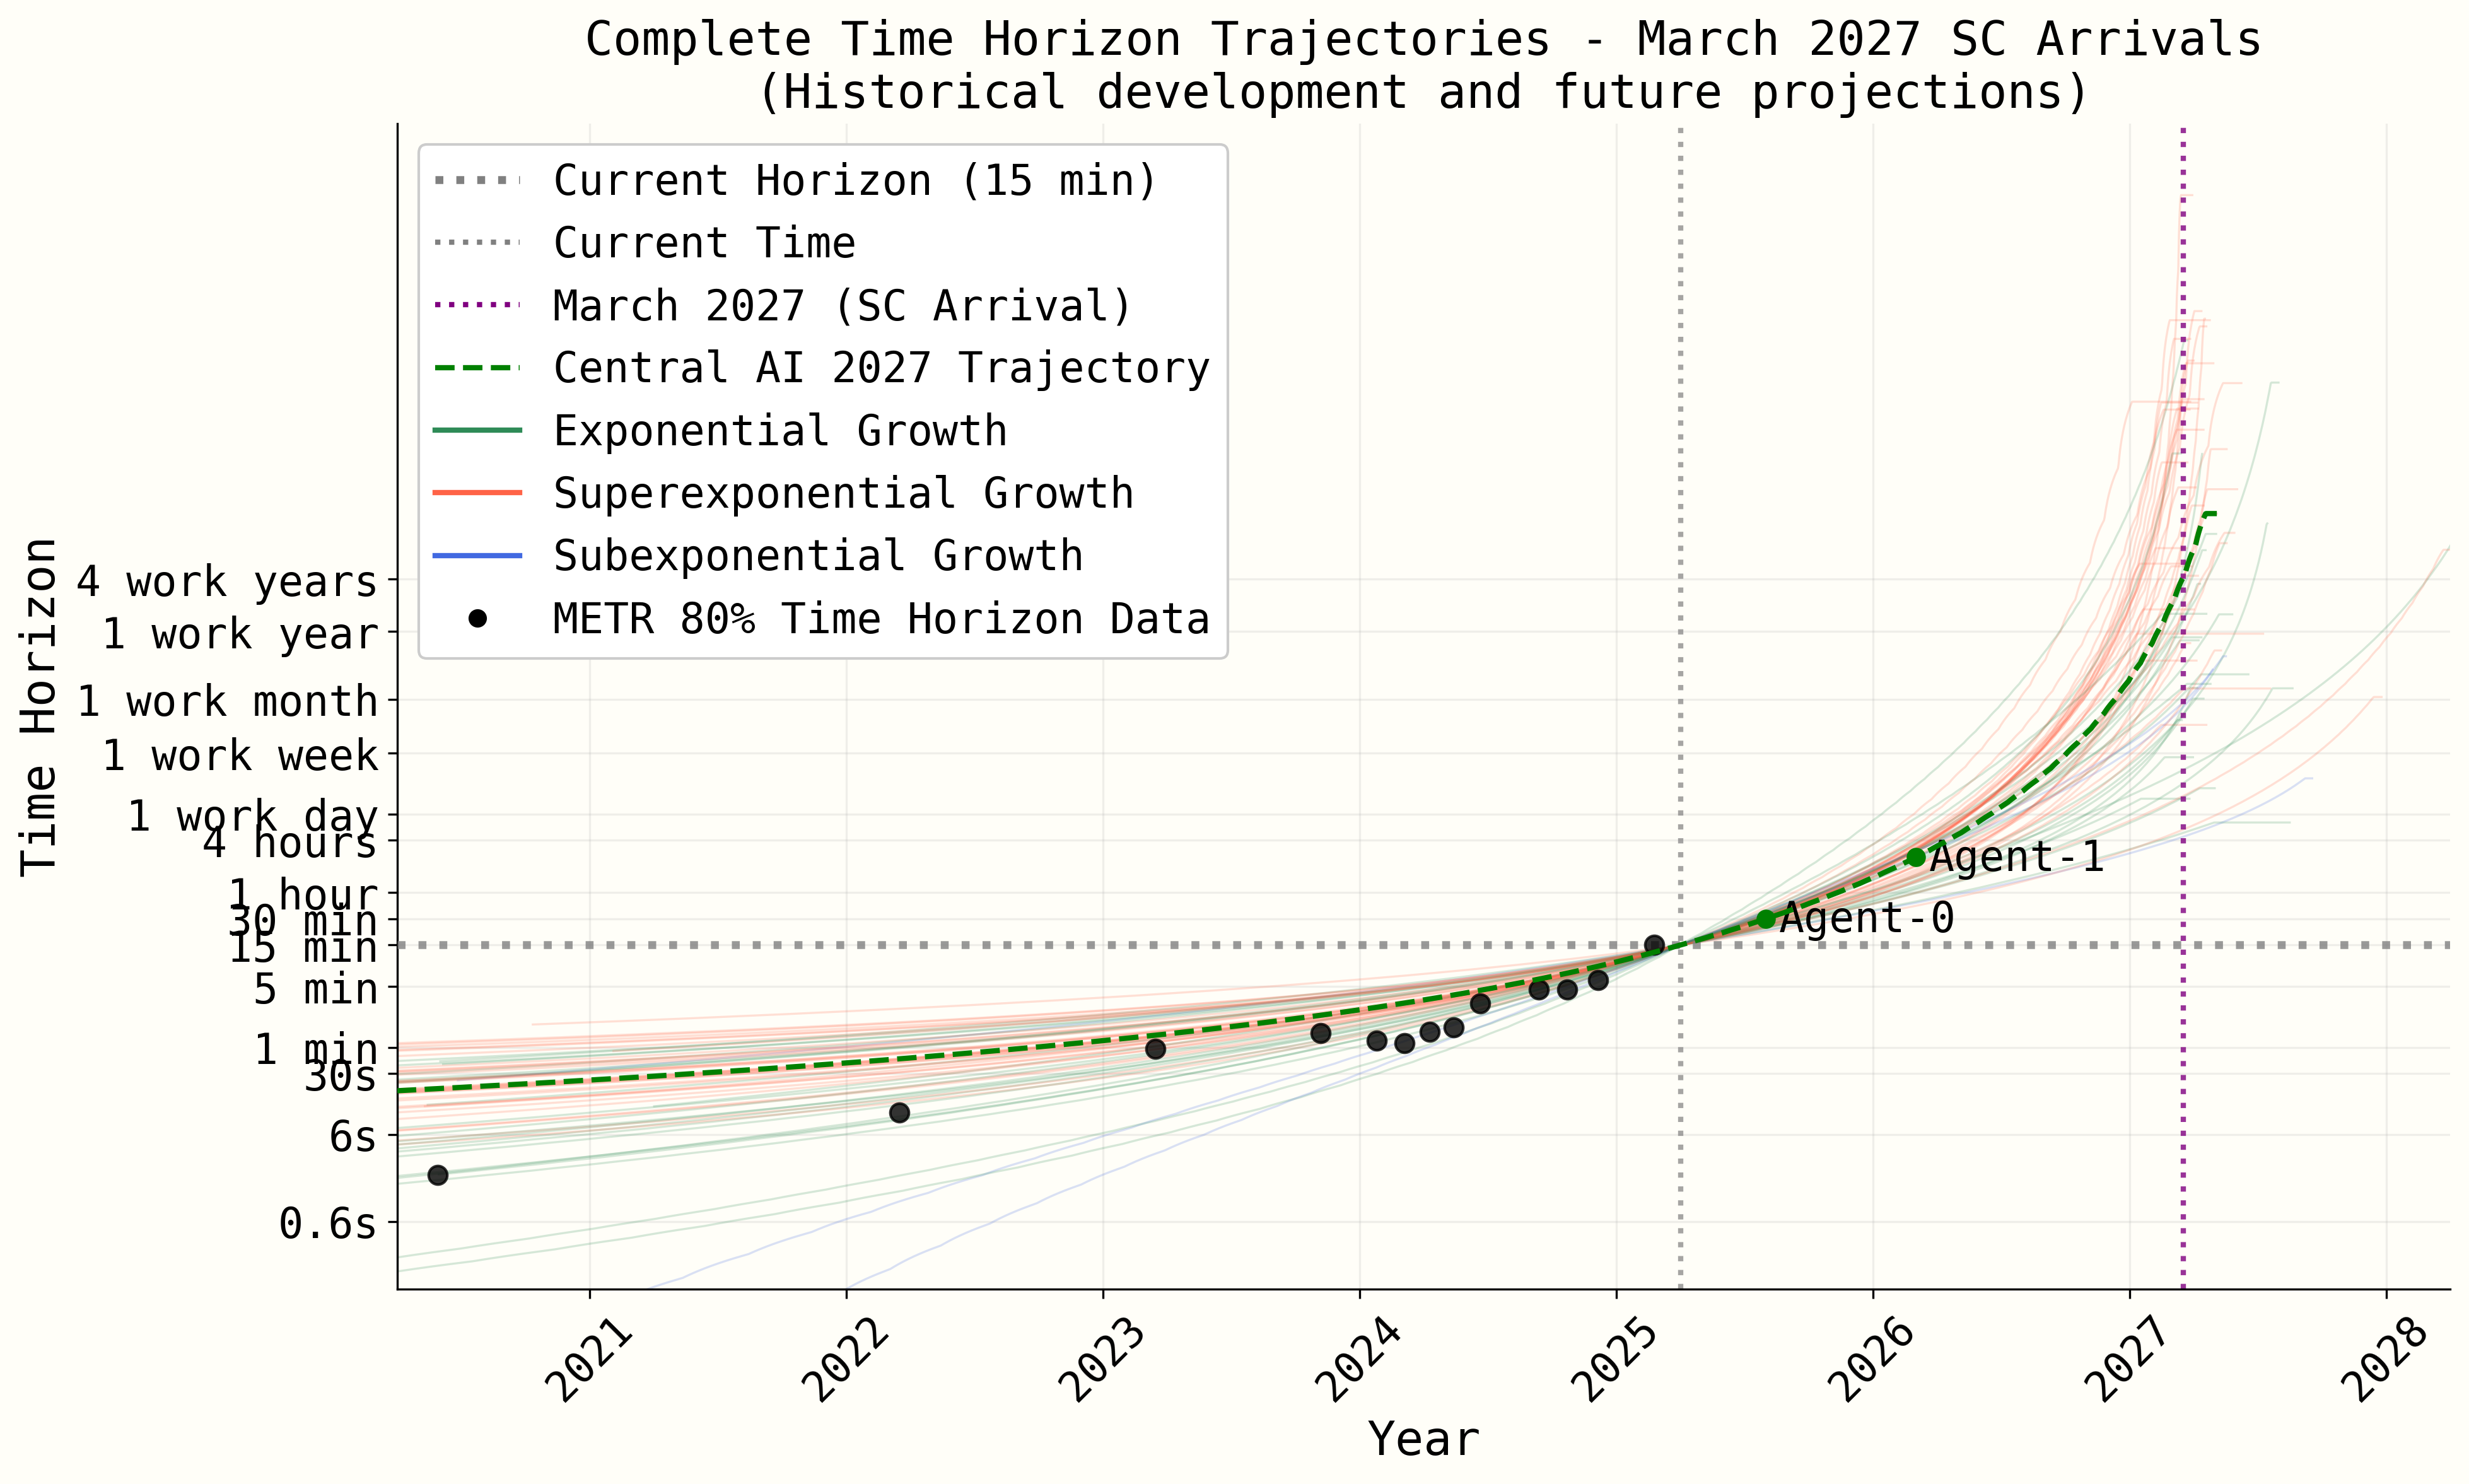 Complete Time Horizon Trajectories - March 2027 SC Arrivals
(Historical development and future projections)
Current Horizon (15 min)
Current Time
March 2027 (SC Arrival)
Central AI 2027 Trajectory
Exponential Growth
Superexponential Growth
Subexponential Growth
METR 80% Time Horizon Data
Time Horizon
4 work years
1 work year
1 work month
1 work week
1 work day
4 hours
1 hour
30 min
15 min
5 min
1 min
30s
6s
0.6s
Agent-1
Agent-0
2021
2022
2023
2024
2025
2026
2027
2028
Year